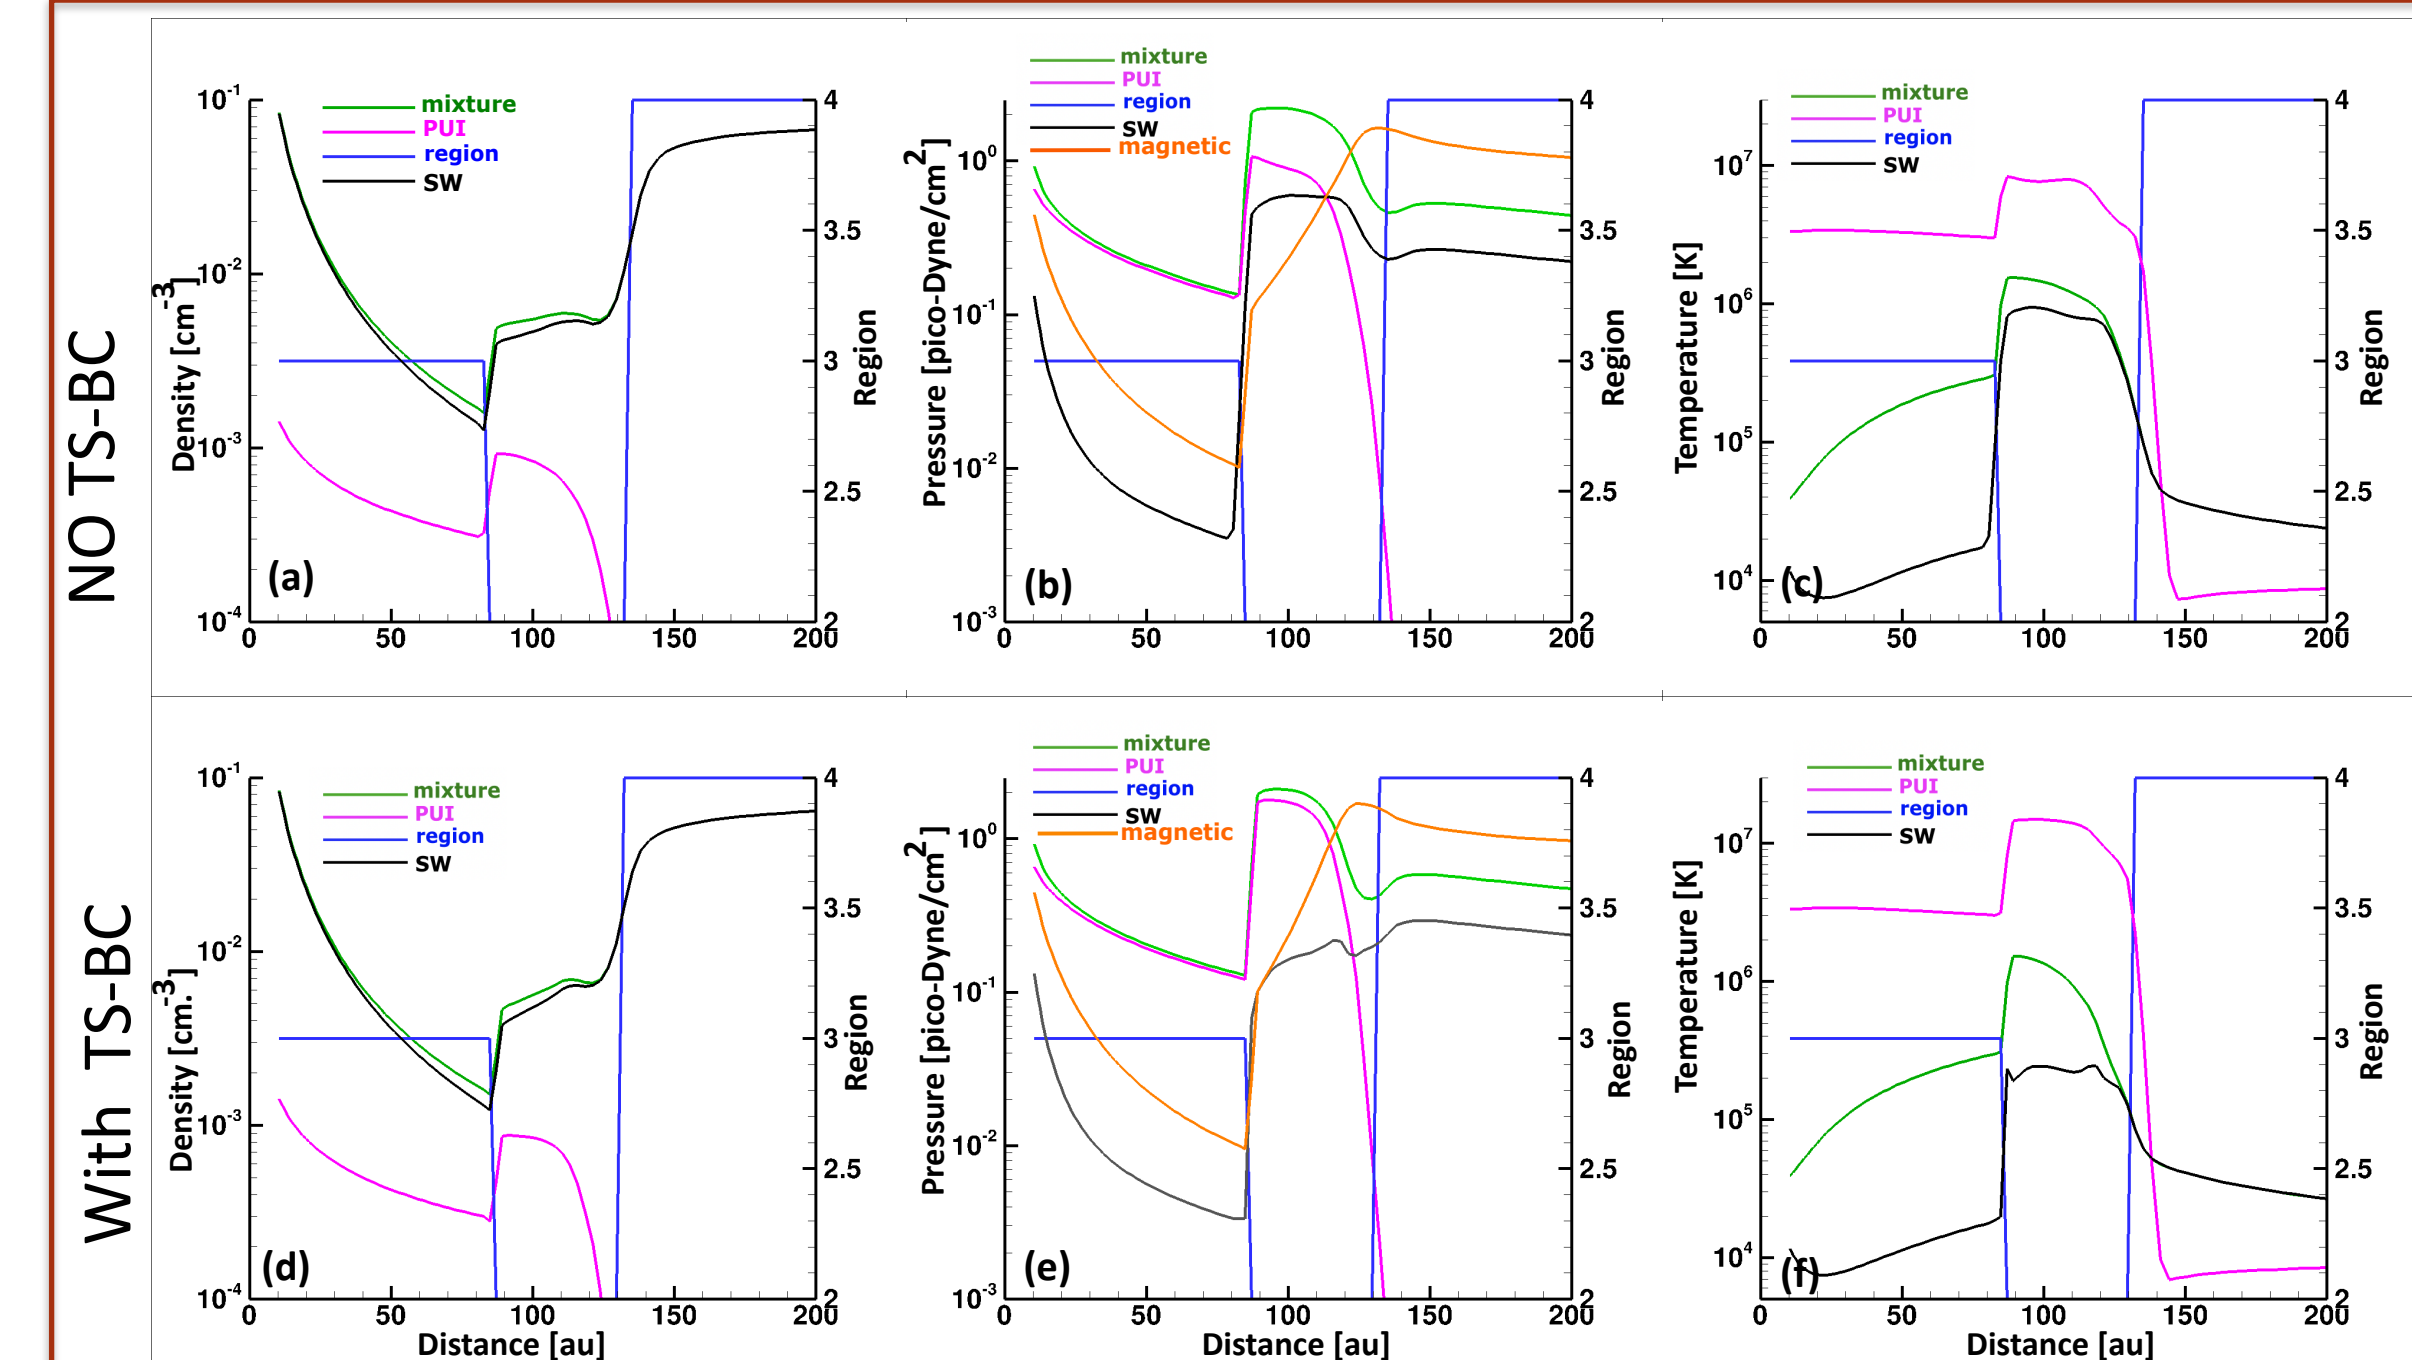 NO TS-BC
mixture
PUI
region
SW
10-1
10-2
10-3
10-4
Density [cm-3]
4
3.5
3
2.5
2
Region
0
50
100
150
200
(a)
mixture
PUI
region
SW
magnetic
100
10-1
10-2
10-3
Pressure [pico-Dyne/cm2]
4
3.5
3
2.5
2
Region
0
50
100
150
200
(b)
mixture
PUI
region
SW
107
106
105
104
Temperature [K]
4
3.5
3
2.5
2
Region
0
50
100
150
200
(c)
With TS-BC
mixture
PUI
region
SW
10-1
10-2
10-3
10-4
Density [cm.-3]
4
3.5
3
2.5
2
Region
0
50
100
150
200
Distance [au]
(d)
mixture
PUI
region
SW
magnetic
100
10-1
10-2
10-3
Pressure [pico-Dyne/cm2]
4
3.5
3
2.5
2
Region
0
50
100
150
200
Distance [au]
(e)
mixture
PUI
region
SW
107
106
105
104
Temperature [K]
4
3.5
3
2.5
2
Region
0
50
100
150
200
Distance [au]
(f)